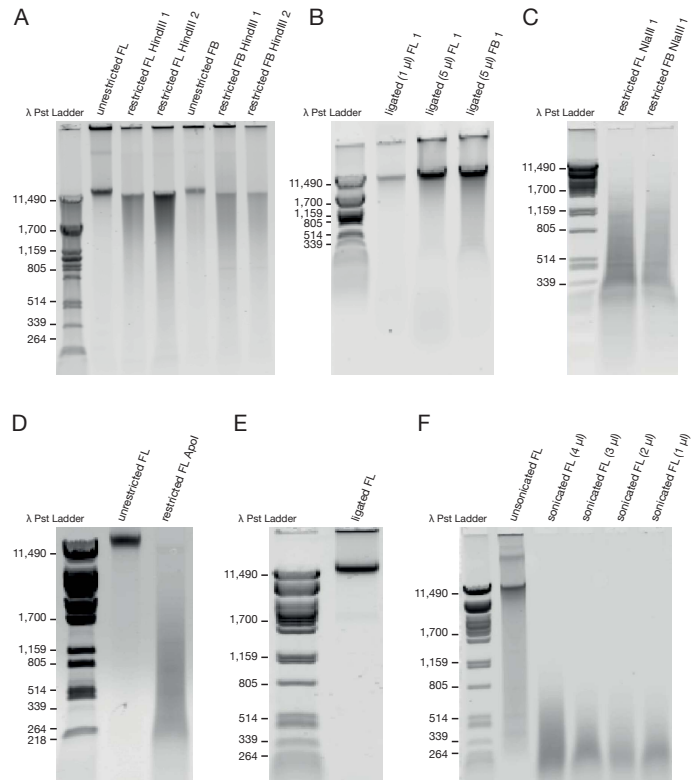 A
λ Pst Ladder
unrestricted FL
restricted FL HindIII 1
restricted FL HindIII 2
unrestricted FB
restricted FB HindIII 1
restricted FB HindIII 2
11,490
1,700
1,159
805
514
339
264
B
λ Pst Ladder
ligated (1 µl) FL 1
ligated (5 µl) FL 1
ligated (5 µl) FB 1
11,490
1,700
1,159
805
514
339
C
λ Pst Ladder
restricted FL NlaIII 1
restricted FB NlaIII 1
11,490
1,700
1,159
805
514
339
D
λ Pst Ladder
unrestricted FL
restricted FL ApoI
11,490
1,700
1,159
805
514
339
264
218
E
λ Pst Ladder
ligated FL
11,490
1,700
1,159
805
514
339
264
F
λ Pst Ladder
unsonicated FL
sonicated FL (4 µl)
sonicated FL (3 µl)
sonicated FL (2 µl)
sonicated FL (1 µl)
11,490
1,700
1,159
805
514
339
264